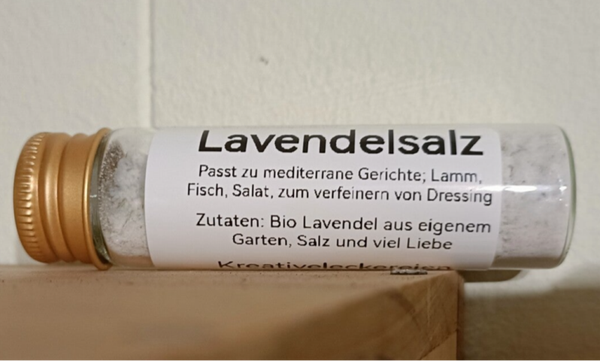 Lavendelsalz
Passt zu mediterrane Gerichte; Lamm,
Fisch, Salat, zum verfeinern von Dressing
Zutaten: Bio Lavendel aus eigenem
Garten, Salz und viel Liebe
Kreativeleckereien